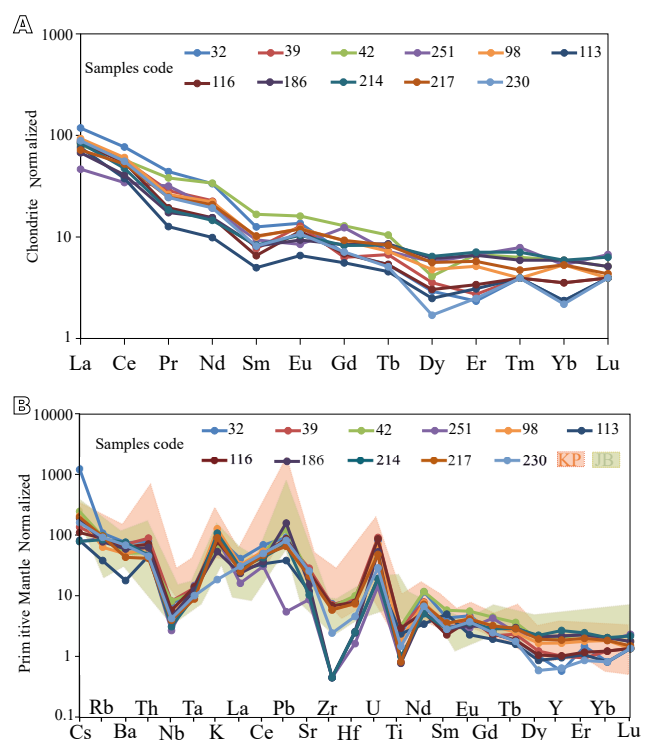 A
1000
100
10
1
Chondrite Normalized
Samples code
32 39 42 251 98 113
116 186 214 217 230
La Ce Pr Nd Sm Eu Gd Tb Dy Er Tm Yb Lu
B
10000
1000
100
10
1
0.1
Primitive Mantle Normalized
Samples code
32 39 42 251 98 113
116 186 214 217 230 KP JB
Rb Th Ta La Pb Zr U Nd Eu Tb Y Yb
Cs Ba Nb K Ce Sr Hf Ti Sm Gd Dy Er Lu